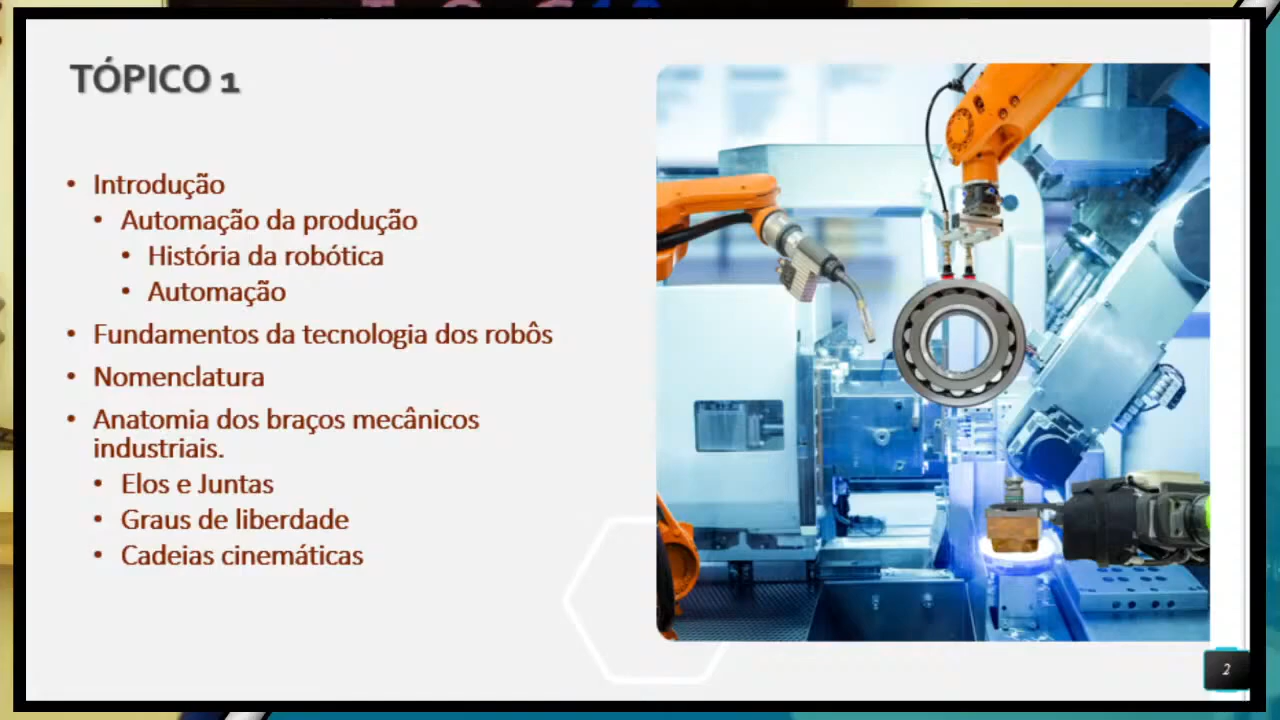 TÓPICO 1
• Introdução
• Automação da produção
• História da robótica
• Automação
• Fundamentos da tecnologia dos robôs
• Nomenclatura
• Anatomia dos braços mecânicos
industriais.
• Elos e Juntas
• Graus de liberdade
• Cadeias cinemáticas
2